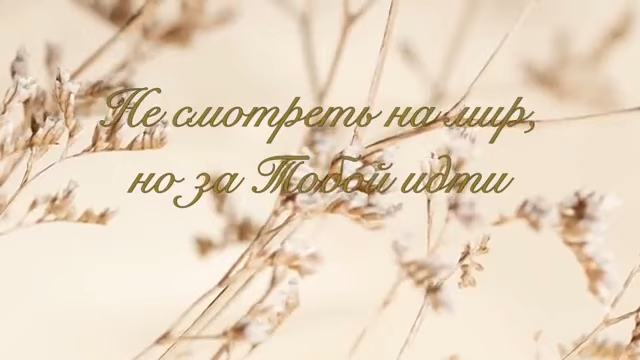 Не смотреть на мир,
но за Тобой идти